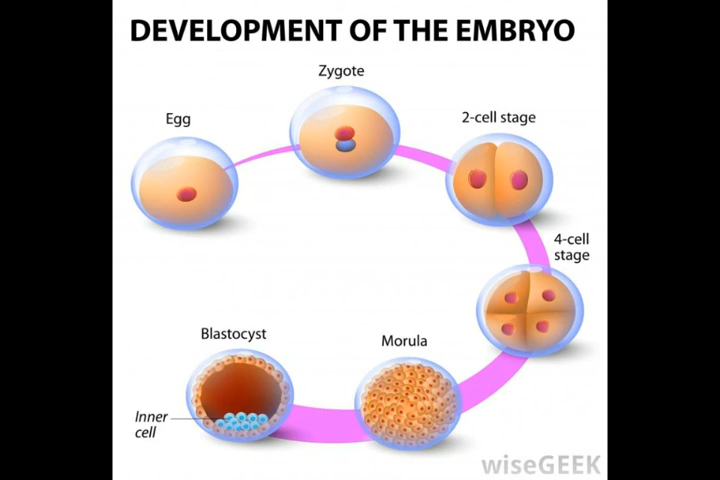 DEVELOPMENT OF THE EMBRYO
Zygote
Egg
2-cell stage
4-cell
stage
Blastocyst
Morula
Inner
cell
wiseGEEK